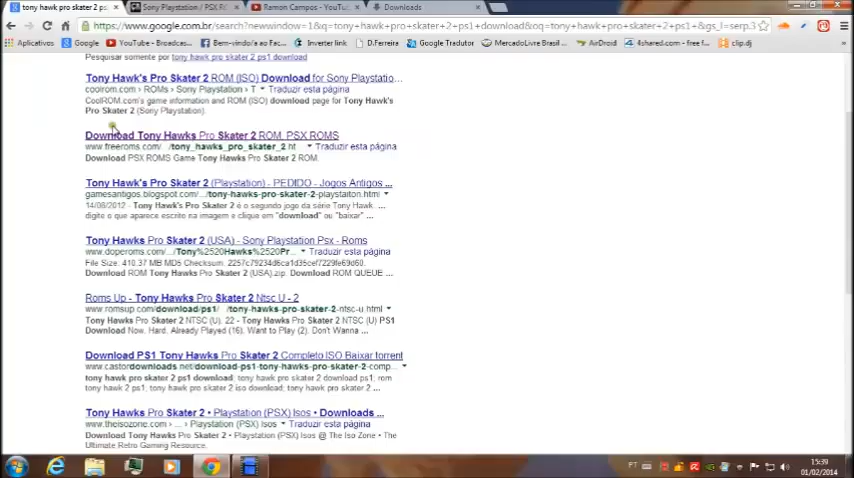 tony hawk pro skater 2 ps1
Sony Playstation / PSX R
Ramon Campos - YouTu
Downloads
https://www.google.com.br/search?newwindow=1&q=tony+hawk+pro+skater+2+ps1+download&oq=tony+hawk+pro+skater+2+ps1+&gs_l=serp.3
Aplicativos
Google
YouTube - Broadcas...
Bem-vindo/a ao Fac...
Inverter link
D.Ferreira
Google Tradutor
MercadoLivre Brasil ...
AirDroid
4shared.com - free f...
clip.dj
Pesquisar somente por tony hawk pro skater 2 ps1 download
Tony Hawk's Pro Skater 2 ROM (ISO) Download for Sony Playstatio...
coolrom.com › ROMs › Sony Playstation › T ▾ Traduzir esta página
CoolROM.com's game information and ROM (ISO) download page for Tony Hawk's
Pro Skater 2 (Sony Playstation).
Download Tony Hawks Pro Skater 2 ROM, PSX ROMS
www.freeroms.com/ /tony_hawks_pro_skater_2 ht ▾ Traduzir esta página
Download PSX ROMS Game Tony Hawks Pro Skater 2 ROM.
Tony Hawk's Pro Skater 2 (Playstation) - PEDIDO - Jogos Antigos ...
gamesantigos.blogspot.com/.../tony-hawks-pro-skater-2-playstaiton.html ▾
14/08/2012 - Tony Hawk's Pro Skater 2 é o segundo jogo da série Tony Hawk. ...
digite o que aparece escrito na imagem e clique em "download" ou "baixar" ...
Tony Hawks Pro Skater 2 (USA) - Sony Playstation Psx - Roms
www.doperoms.com/.../Tony%2520Hawks%2520Pr... ▾ Traduzir esta página
File Size: 410.37 MB MD5 Checksum:
Download ROM Tony Hawks Pro Skater 2 (USA).zip. Download ROM QUEUE ...
Roms Up - Tony Hawks Pro Skater 2 Ntsc U - 2
www.romsup.com/download/ps1/ /tony-hawks-pro-skater-2-ntsc-u html ▾
Tony Hawks Pro Skater 2 NTSC (U). 22 - Tony Hawks Pro Skater 2 NTSC (U) PS1
Download Now. Hard. Already Played (16). Want to Play (2). Don't Wanna ...
Download PS1 Tony Hawks Pro Skater 2 Completo ISO Baixar torrent
www.castordownloads.net/download-ps1-tony-hawks-pro-skater-2-comp... ▾
tony hawk pro skater 2 ps1 download; tony hawk pro skater 2 download ps1; rom
tony hawk 2 ps1; tony hawk pro skater 2 iso download; tony hawk pro skater 2 ...
Tony Hawks Pro Skater 2 • Playstation (PSX) Isos • Downloads ...
www.theisozone.com › ... › Playstation (PSX) Isos ▾ Traduzir esta página
Download Tony Hawks Pro Skater 2 • Playstation (PSX) Isos @ The Iso Zone • The
Ultimate Retro Gaming Resource.
PT
15:39
01/02/2014